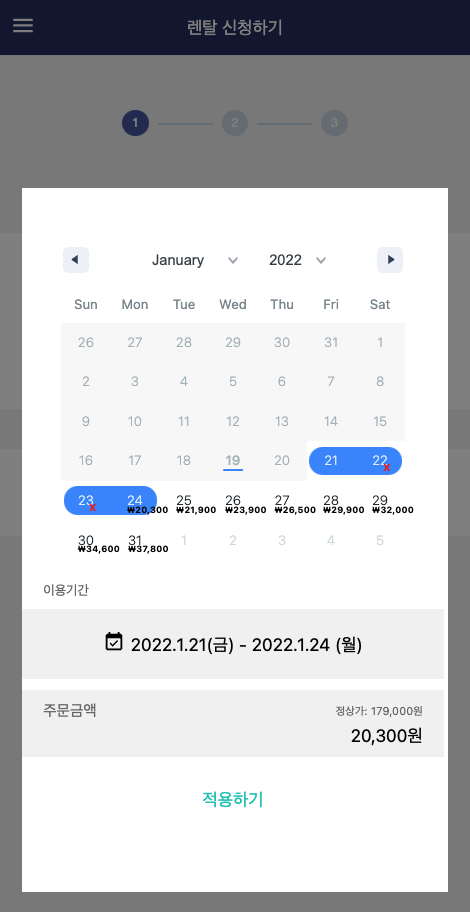 렌탈 신청하기
1 2 3
January 2022
Sun Mon Tue Wed Thu Fri Sat
26 27 28 29 30 31 1
2 3 4 5 6 7 8
9 10 11 12 13 14 15
16 17 18 19 20 21 22
x
23 24 25 26 27 28 29
x ₩20,300 ₩21,900 ₩23,900 ₩26,500 ₩29,900 ₩32,000
30 31 1 2 3 4 5
₩34,600 ₩37,800
이용기간
2022.1.21(금) - 2022.1.24 (월)
주문금액 정상가: 179,000원
20,300원
적용하기